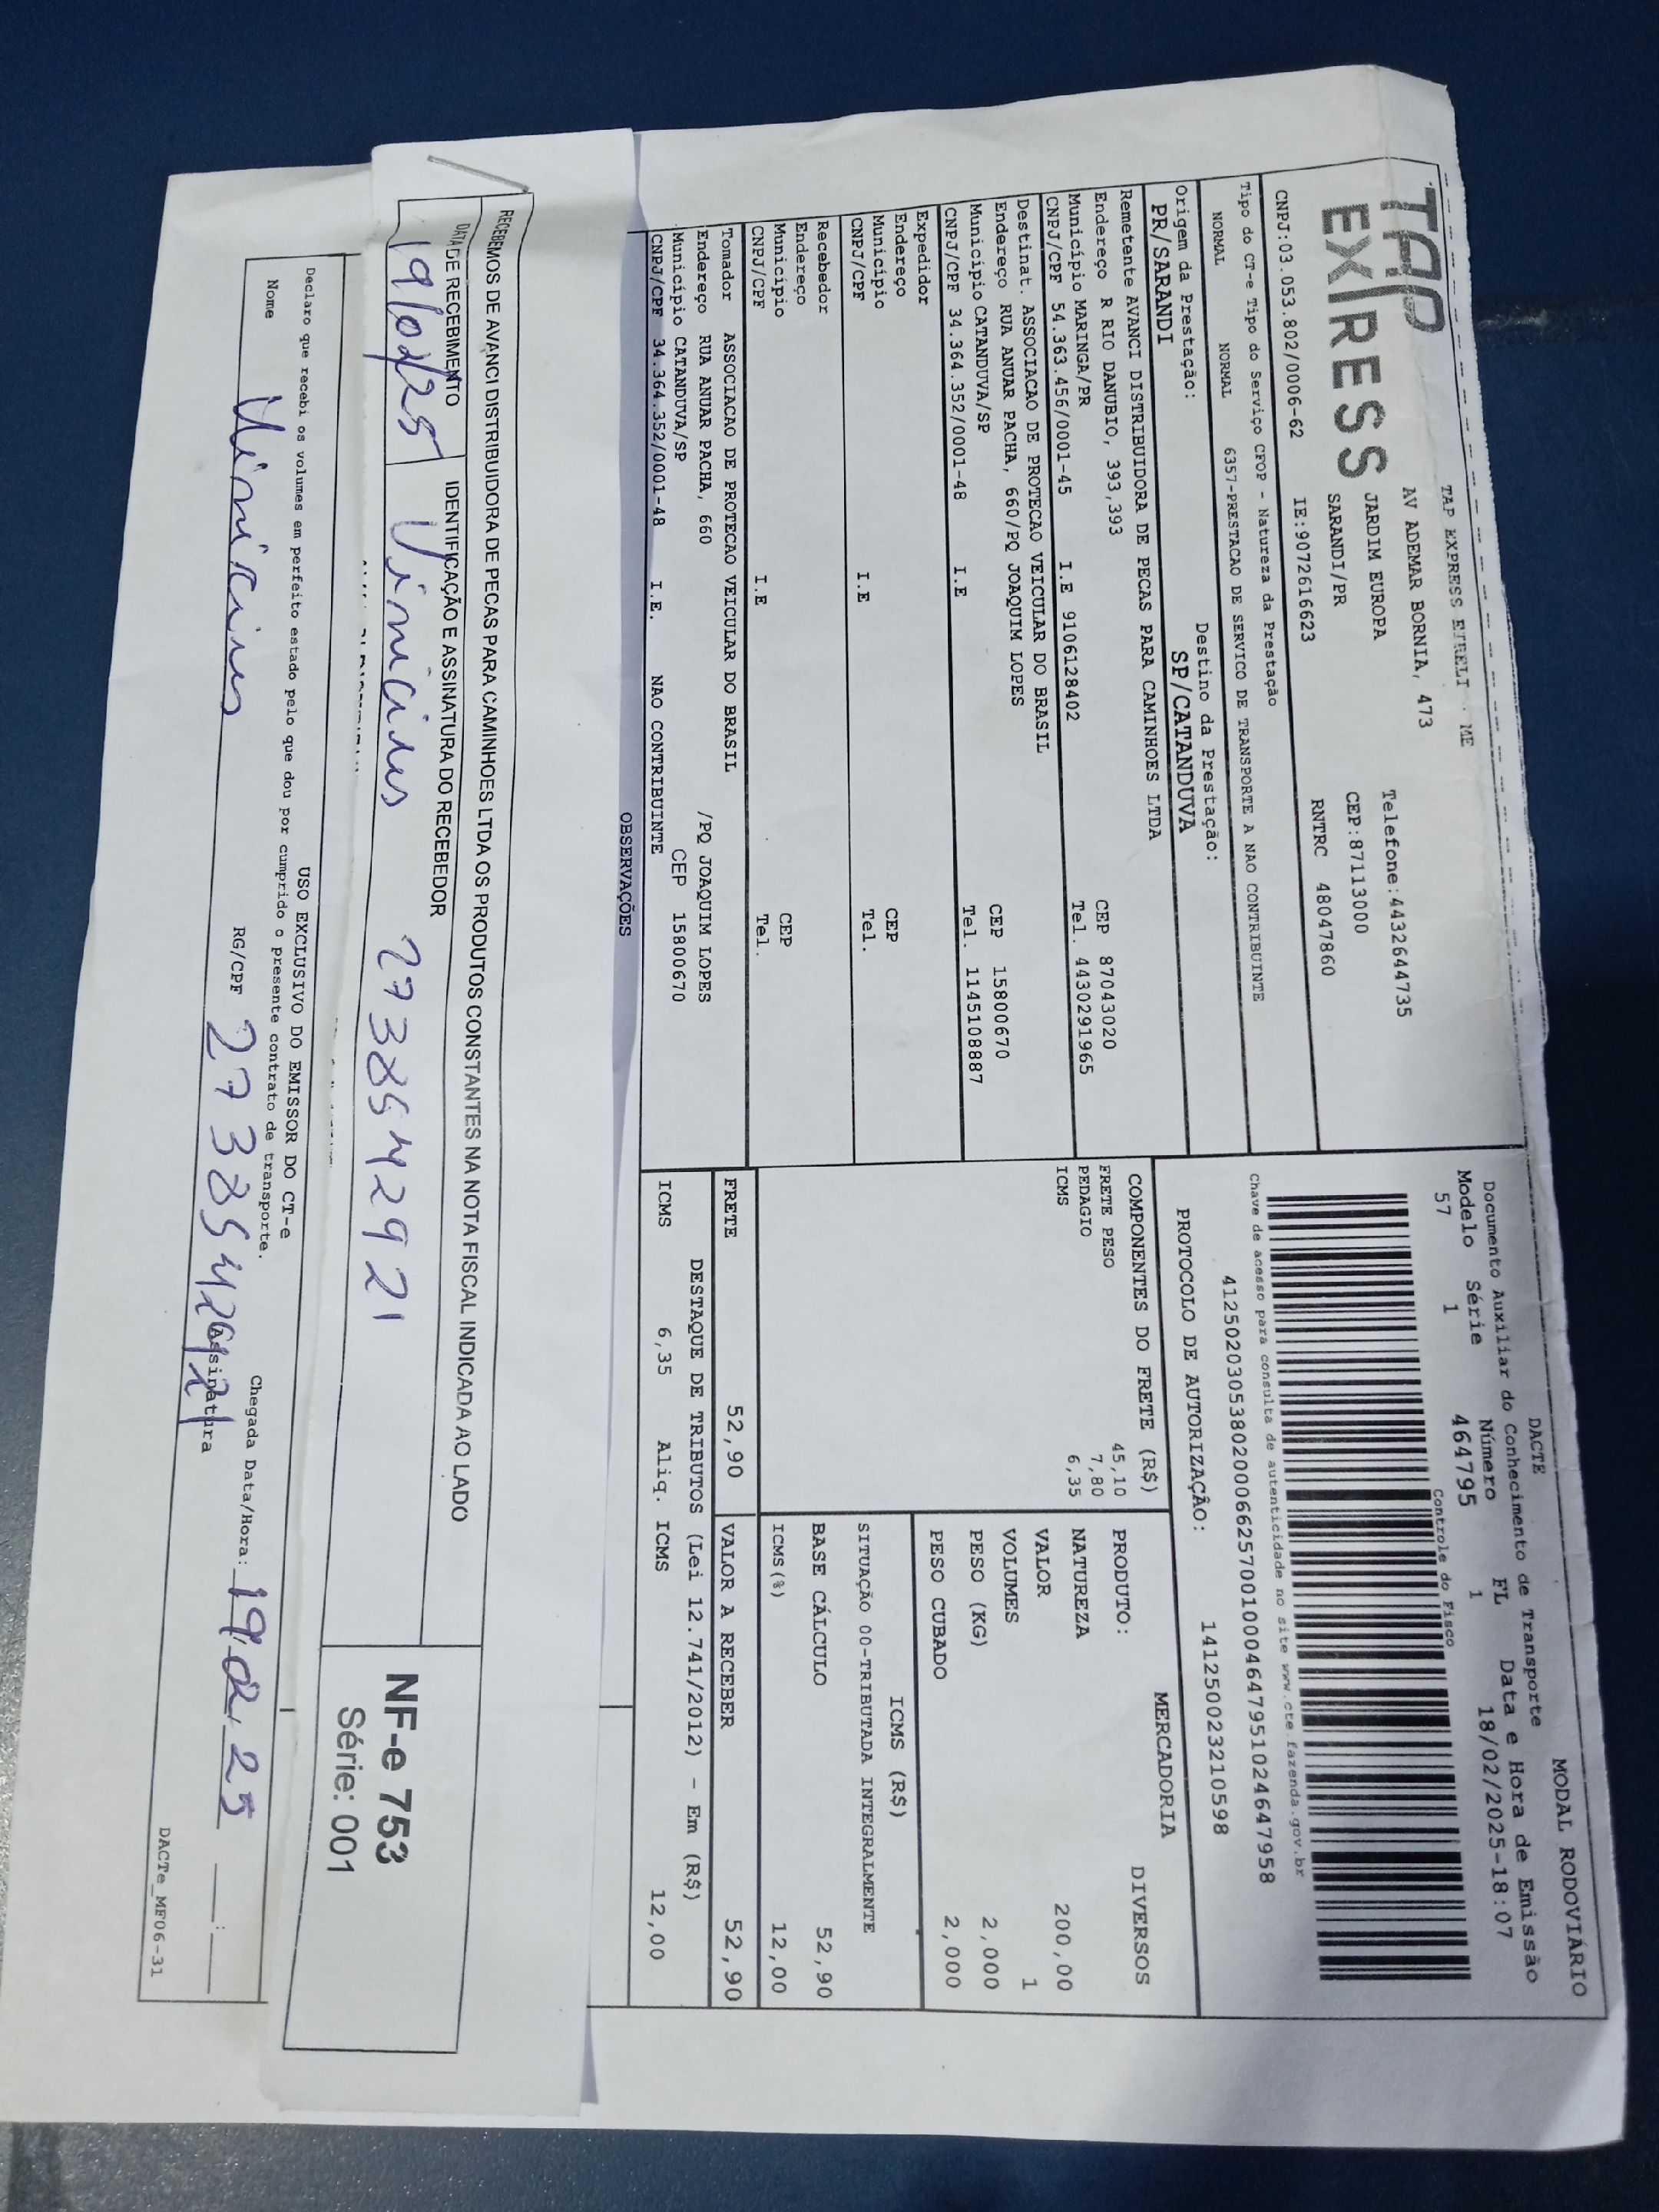 TAP EXPRESS
TAP EXPRESS EIRELI - ME
AV ADEMAR BORNIA, 473
JARDIM EUROPA
SARANDI/PR
Telefone:4432644735
CEP:87113000
RNTRC 48047860
CNPJ:03.053.802/0006-62 IE:9072616623
Tipo do CT-e Tipo do Serviço CFOP - Natureza da Prestação
NORMAL NORMAL 6357-PRESTACAO DE SERVICO DE TRANSPORTE A NAO CONTRIBUINTE
Origem da Prestação: Destino da Prestação:
PR/SARANDI SP/CATANDUVA
Remetente AVANCI DISTRIBUIDORA DE PECAS PARA CAMINHOES LTDA
Endereço R RIO DANUBIO, 393,393 CEP 87043020
Município MARINGA/PR Tel. 4430291965
CNPJ/CPF 54.363.456/0001-45 I.E 9106128402
Destinat. ASSOCIACAO DE PROTECAO VEICULAR DO BRASIL
Endereço RUA ANUAR PACHA, 660/PQ JOAQUIM LOPES CEP 15800670
Município CATANDUVA/SP Tel. 1145108887
CNPJ/CPF 34.364.352/0001-48 I.E
Expedidor
Endereço
Município CEP
CNPJ/CPF I.E Tel.
Recebedor
Endereço
Município CEP
CNPJ/CPF I.E Tel.
Tomador ASSOCIACAO DE PROTECAO VEICULAR DO BRASIL
Endereço RUA ANUAR PACHA, 660 /PQ JOAQUIM LOPES
Município CATANDUVA/SP CEP 15800670
CNPJ/CPF 34.364.352/0001-48 I.E. NAO CONTRIBUINTE
OBSERVAÇÕES
DACTE MODAL RODOVIÁRIO
Documento Auxiliar do Conhecimento de Transporte
Modelo Série Número FL Data e Hora de Emissão
57 1 464795 1 18/02/2025-18:07
Controle do Fisco
Chave de acesso para consulta de autenticidade no site www.cte.fazenda.gov.br
41250203053802000662570010004647951024647958
PROTOCOLO DE AUTORIZAÇÃO: 141250023210598
COMPONENTES DO FRETE (R$)
FRETE PESO 45,10
PEDAGIO 7,80
ICMS 6,35
MERCADORIA
PRODUTO: DIVERSOS
NATUREZA
VALOR 200,00
VOLUMES 1
PESO (KG) 2,000
PESO CUBADO 2,000
ICMS (R$)
SITUAÇÃO 00-TRIBUTADA INTEGRALMENTE
BASE CÁLCULO 52,90
ICMS(%) 12,00
FRETE 52,90 VALOR A RECEBER 52,90
DESTAQUE DE TRIBUTOS (Lei 12.741/2012) - Em (R$)
ICMS 6,35 Aliq. ICMS 12,00
RECEBEMOS DE AVANCI DISTRIBUIDORA DE PECAS PARA CAMINHOES LTDA OS PRODUTOS CONSTANTES NA NOTA FISCAL INDICADA AO LADO
DATA DE RECEBIMENTO IDENTIFICAÇÃO E ASSINATURA DO RECEBEDOR
19/02/25 Vinicius 2738542921
NF-e 753
Série: 001
USO EXCLUSIVO DO EMISSOR DO CT-e
Declaro que recebi os volumes em perfeito estado pelo que dou por cumprido o presente contrato de transporte.
Nome Vinicius RG/CPF 2738542921 Assinatura
Chegada Data/Hora: 19.02.25 __:__
DACTe_MF06-31